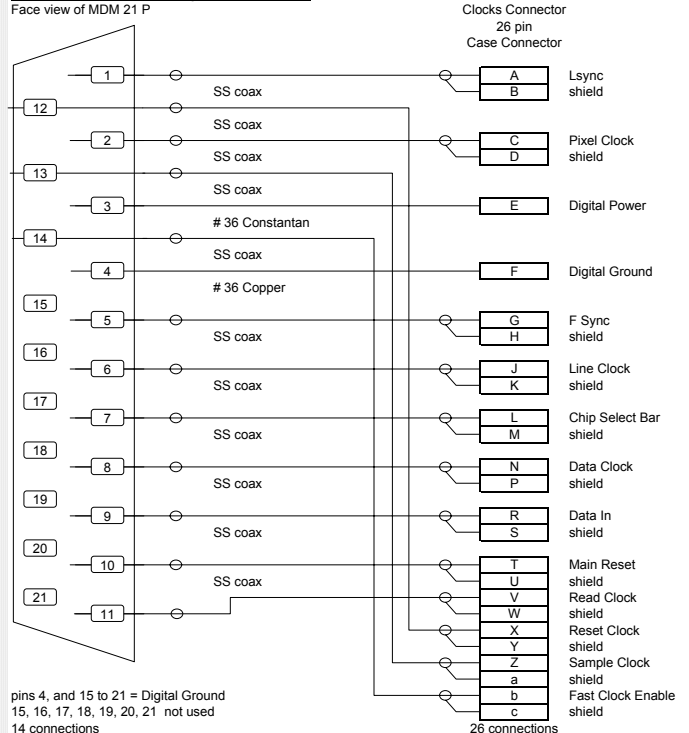 Face view of MDM 21 P
Clocks Connector
26 pin
Case Connector
1
A
Lsync
SS coax
B
shield
12
SS coax
2
C
Pixel Clock
SS coax
D
shield
13
SS coax
3
E
Digital Power
# 36 Constantan
14
SS coax
4
F
Digital Ground
# 36 Copper
15
5
G
F Sync
SS coax
H
shield
16
6
J
Line Clock
SS coax
K
shield
17
7
L
Chip Select Bar
SS coax
M
shield
18
8
N
Data Clock
SS coax
P
shield
19
9
R
Data In
SS coax
S
shield
20
10
T
Main Reset
SS coax
U
shield
21
V
Read Clock
11
W
shield
X
Reset Clock
Y
shield
Z
Sample Clock
a
shield
pins 4, and 15 to 21 = Digital Ground
b
Fast Clock Enable
15, 16, 17, 18, 19, 20, 21 not used
c
shield
14 connections
26 connections